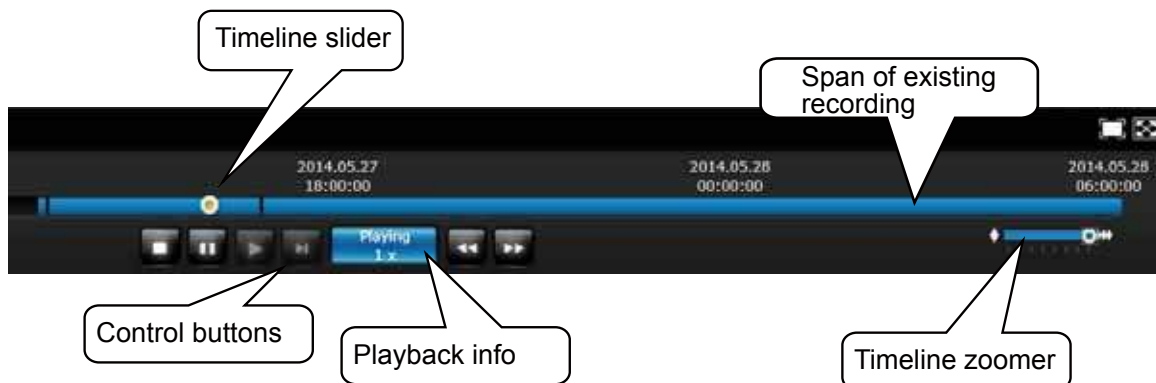 Timeline slider
Span of existing
recording
2014.05.27
18:00:00
2014.05.28
00:00:00
2014.05.28
06:00:00
Playing
1 x
Control buttons
Playback info
Timeline zoomer